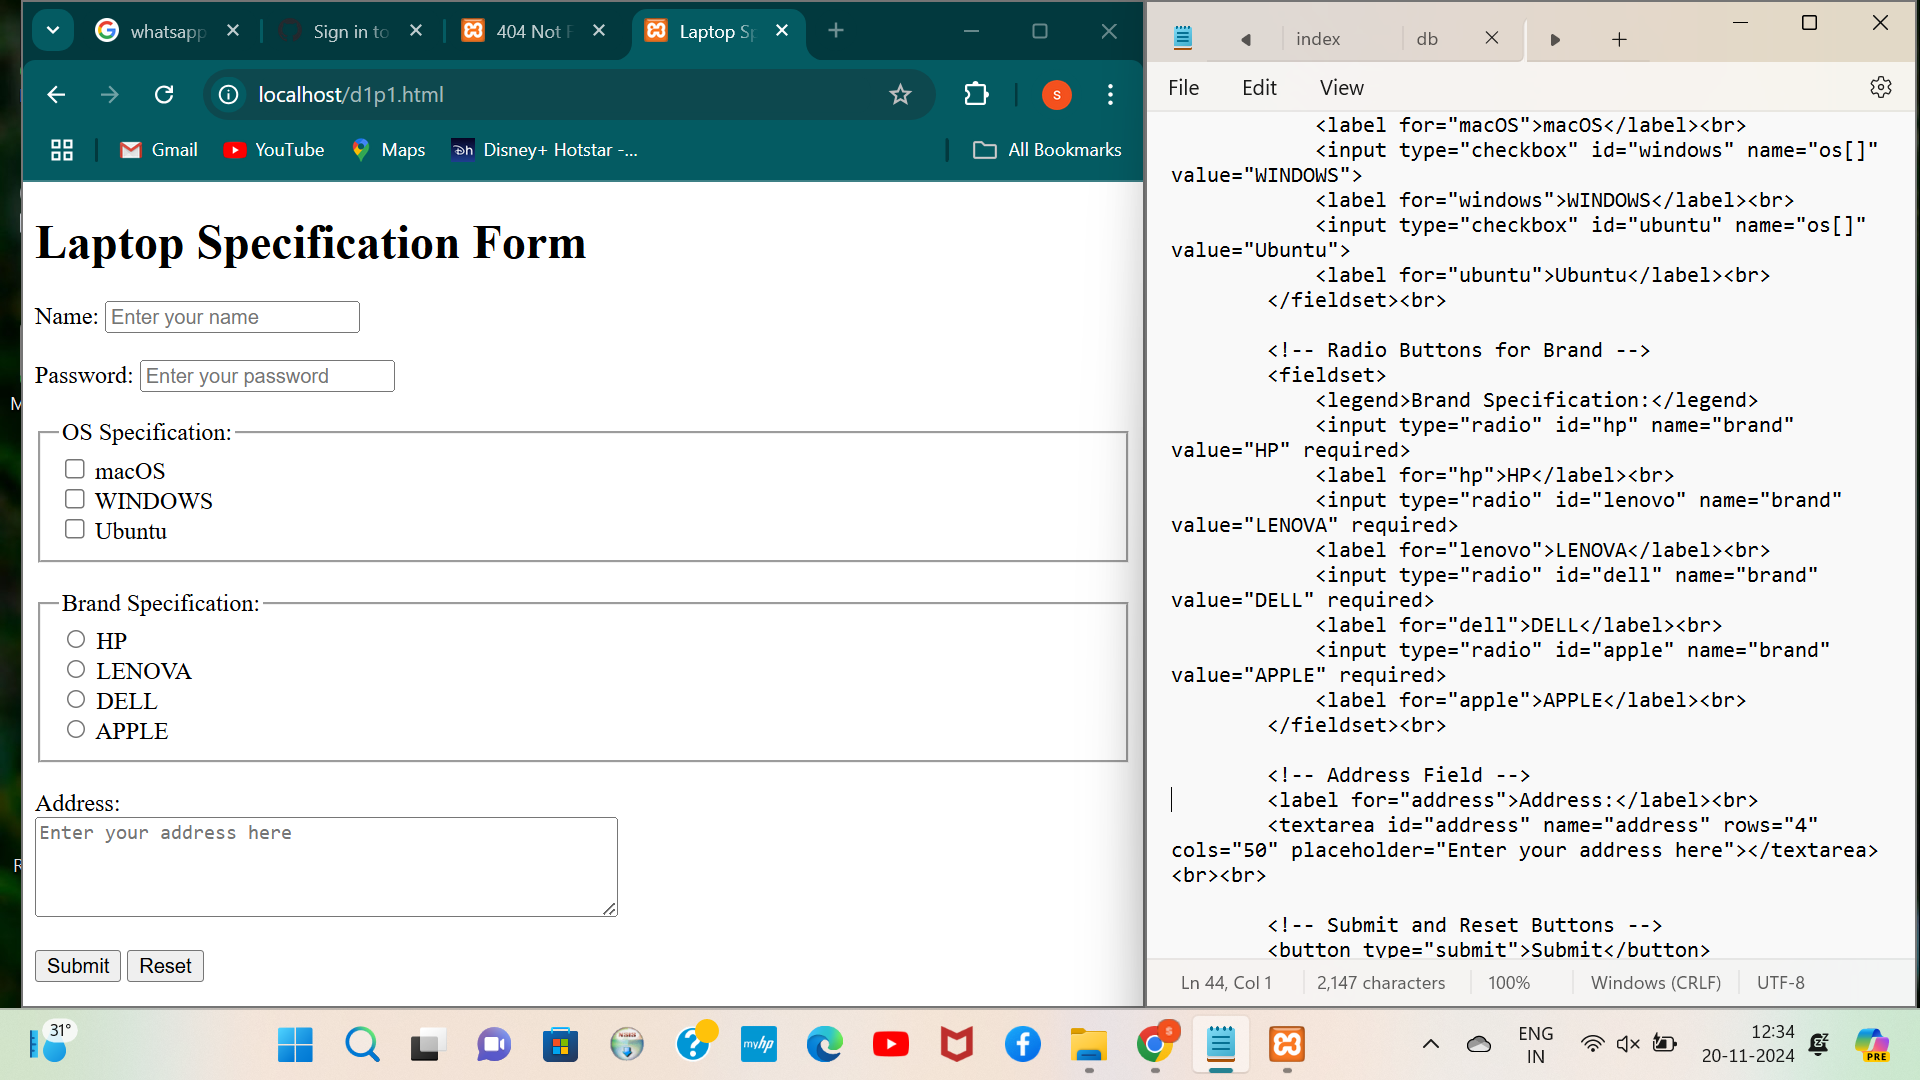 whatsapp
Sign in to
404 Not F
Laptop Sp
localhost/d1p1.html
S
Gmail
YouTube
Maps
Disney+ Hotstar -...
All Bookmarks
Laptop Specification Form
Name: Enter your name
Password: Enter your password
OS Specification:
macOS
WINDOWS
Ubuntu
Brand Specification:
HP
LENOVA
DELL
APPLE
Address:
Enter your address here
Submit Reset
index
db
File Edit View
<label for="macOS">macOS</label><br>
<input type="checkbox" id="windows" name="os[]"
value="WINDOWS">
<label for="windows">WINDOWS</label><br>
<input type="checkbox" id="ubuntu" name="os[]"
value="Ubuntu">
<label for="ubuntu">Ubuntu</label><br>
</fieldset><br>
<!-- Radio Buttons for Brand -->
<fieldset>
<legend>Brand Specification:</legend>
<input type="radio" id="hp" name="brand"
value="HP" required>
<label for="hp">HP</label><br>
<input type="radio" id="lenovo" name="brand"
value="LENOVA" required>
<label for="lenovo">LENOVA</label><br>
<input type="radio" id="dell" name="brand"
value="DELL" required>
<label for="dell">DELL</label><br>
<input type="radio" id="apple" name="brand"
value="APPLE" required>
<label for="apple">APPLE</label><br>
</fieldset><br>
<!-- Address Field -->
<label for="address">Address:</label><br>
<textarea id="address" name="address" rows="4"
cols="50" placeholder="Enter your address here"></textarea>
<br><br>
<!-- Submit and Reset Buttons -->
<button type="submit">Submit</button>
Ln 44, Col 1
2,147 characters
100%
Windows (CRLF)
UTF-8
31°
myhp
S
ENG
IN
12:34
20-11-2024
PRE